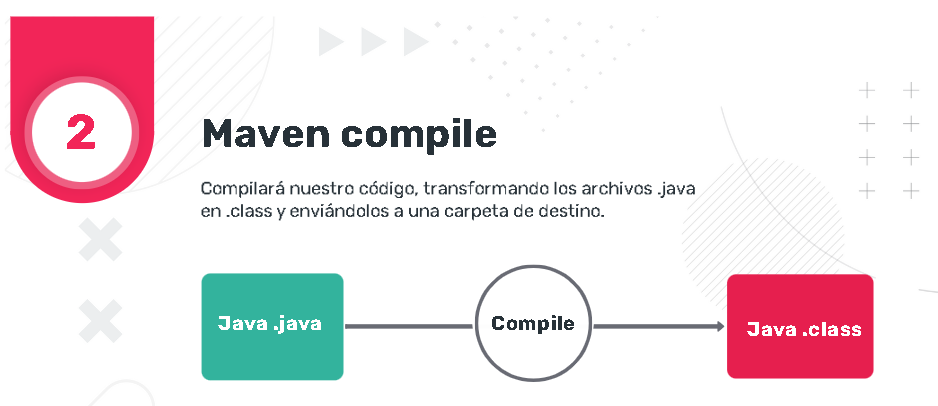 2
Maven compile
Compilará nuestro código, transformando los archivos .java
en .class y enviándolos a una carpeta de destino.
Java .java
Compile
Java .class